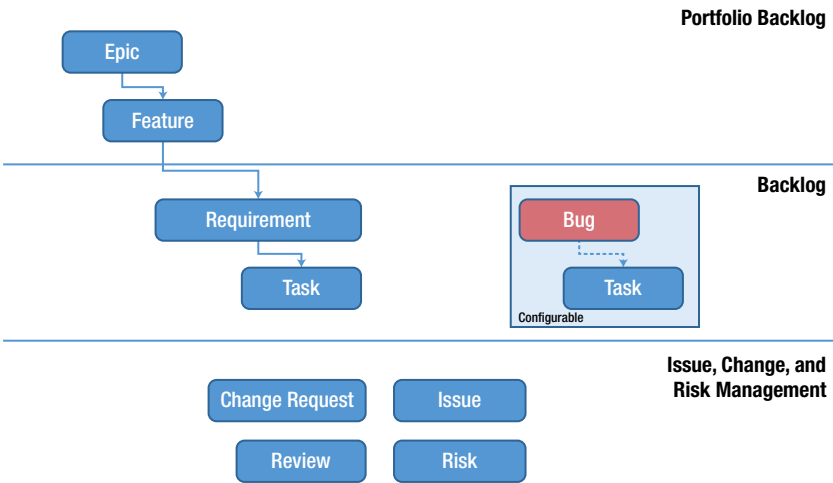 Portfolio Backlog
Epic
Feature
Backlog
Requirement
Bug
Task
Task
Configurable
Issue, Change, and
Risk Management
Change Request
Issue
Review
Risk